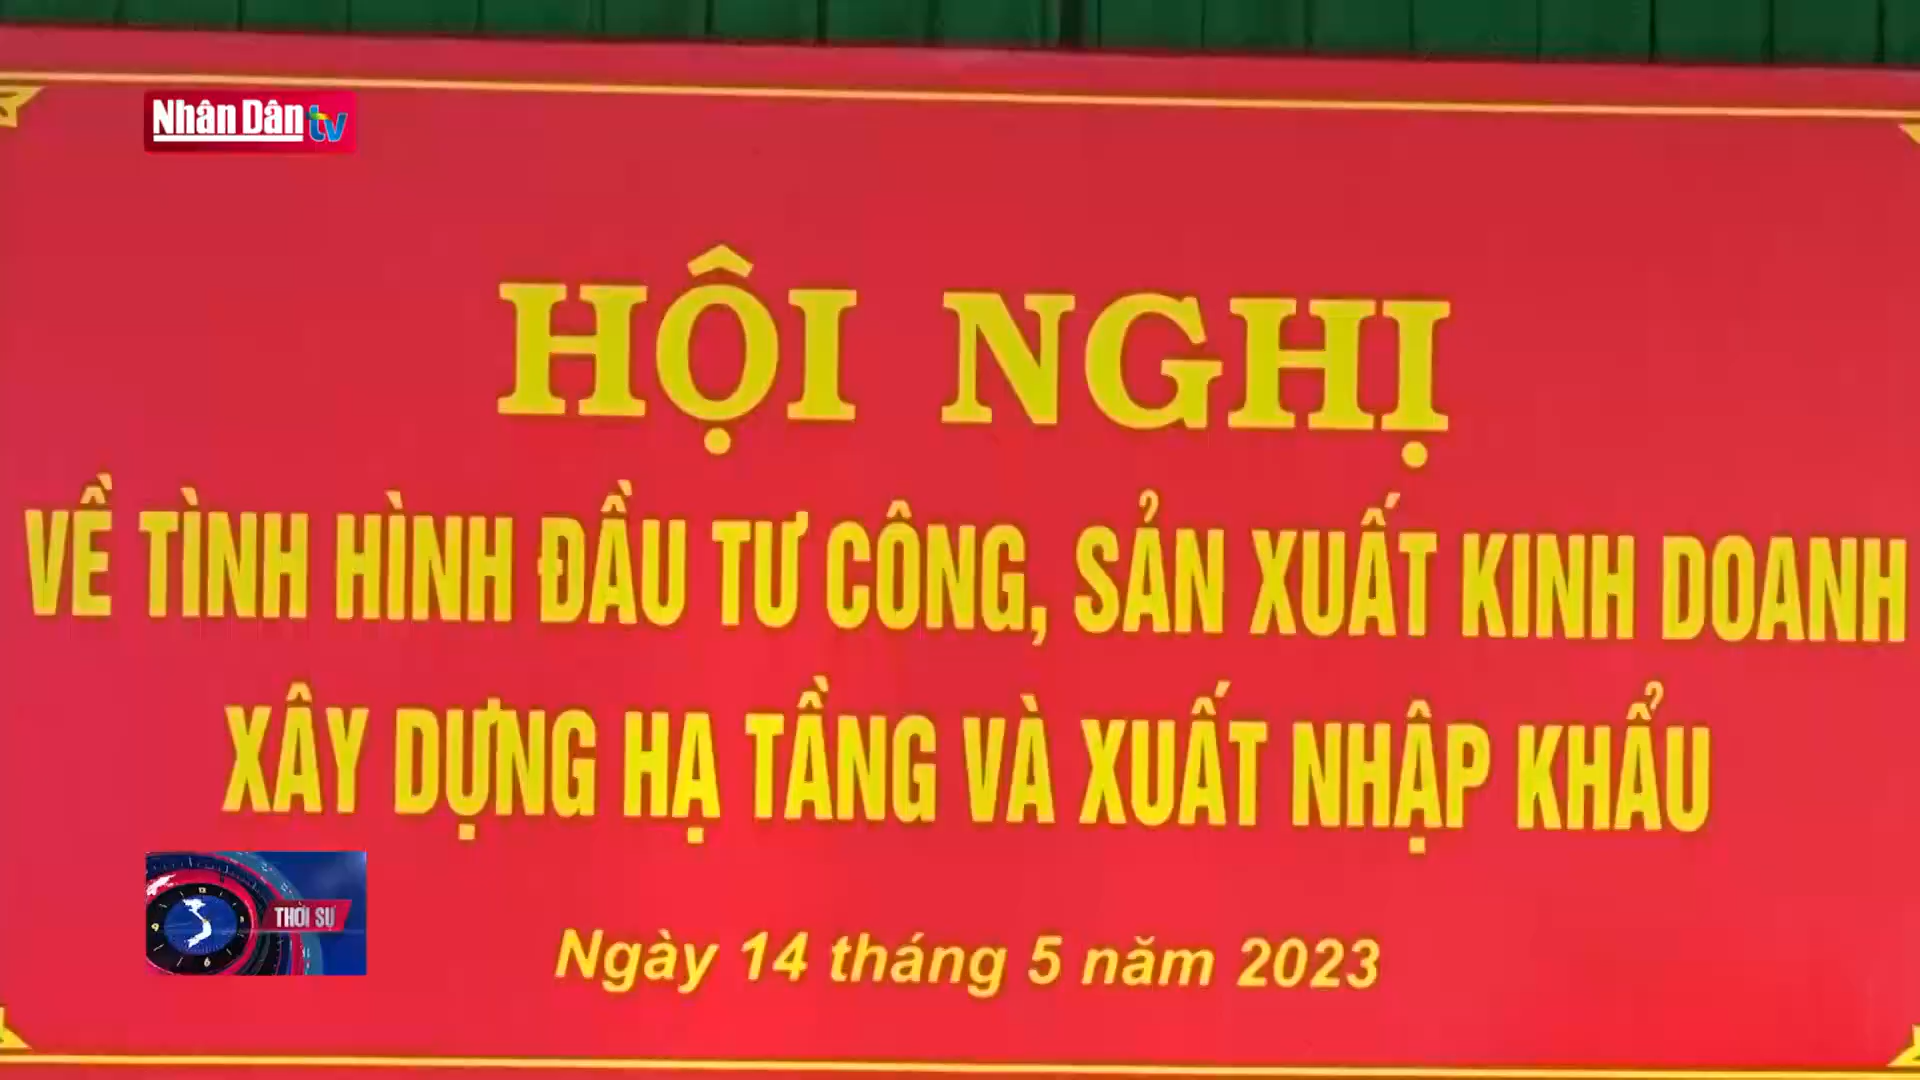 Nhân Dân tv
HỘI NGHỊ
VỀ TÌNH HÌNH ĐẦU TƯ CÔNG, SẢN XUẤT KINH DOANH
XÂY DỰNG HẠ TẦNG VÀ XUẤT NHẬP KHẨU
THỜI SỰ
Ngày 14 tháng 5 năm 2023